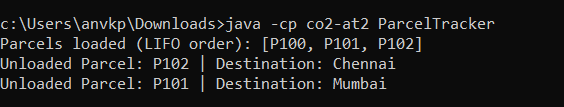 c:\Users\anvkp\Downloads>java -cp co2-at2 ParcelTracker
Parcels loaded (LIFO order): [P100, P101, P102]
Unloaded Parcel: P102 | Destination: Chennai
Unloaded Parcel: P101 | Destination: Mumbai